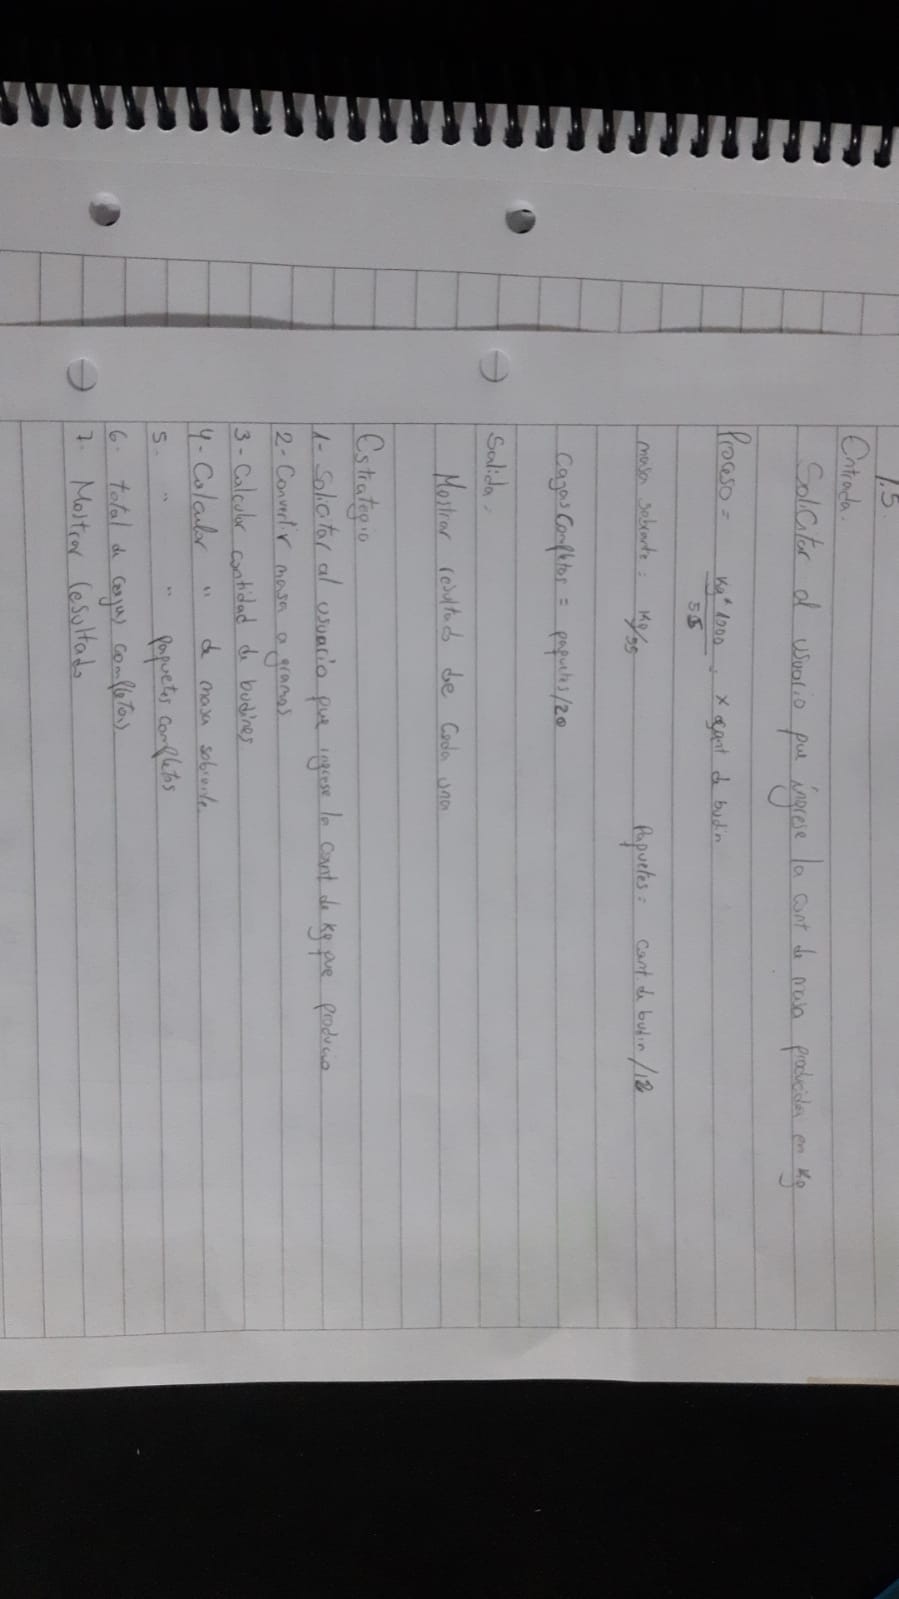 1.5.
Entrada.
Solicitar al usuario que ingrese la cant de masa producida en Kg
Proceso = Kg*1000 / 55 . x cant de budin
masa sobrante: Kg/55 Paquetes = cant de budin/12
Cajas Completos = paquetes/20
Salida.
Mostrar resultado de cada una
Estrategia
1- Solicitar al usuario que ingrese la cant de Kg que produció
2- Convertir masa a gramos
3- Calcular cantidad de budines
4- Calcular " de masa sobrante.
5- " " paquetes completos
6- total de cajas completas
7- Mostrar resultado